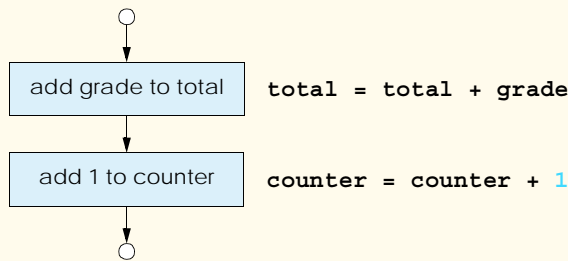 add grade to total
total = total + grade
add 1 to counter
counter = counter + 1